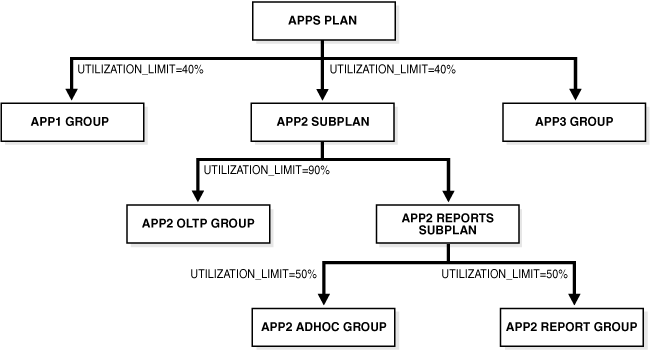 APPS PLAN
UTILIZATION_LIMIT=40%
UTILIZATION_LIMIT=40%
APP1 GROUP
APP2 SUBPLAN
APP3 GROUP
UTILIZATION_LIMIT=90%
APP2 OLTP GROUP
APP2 REPORTS
SUBPLAN
UTILIZATION_LIMIT=50%
UTILIZATION_LIMIT=50%
APP2 ADHOC GROUP
APP2 REPORT GROUP